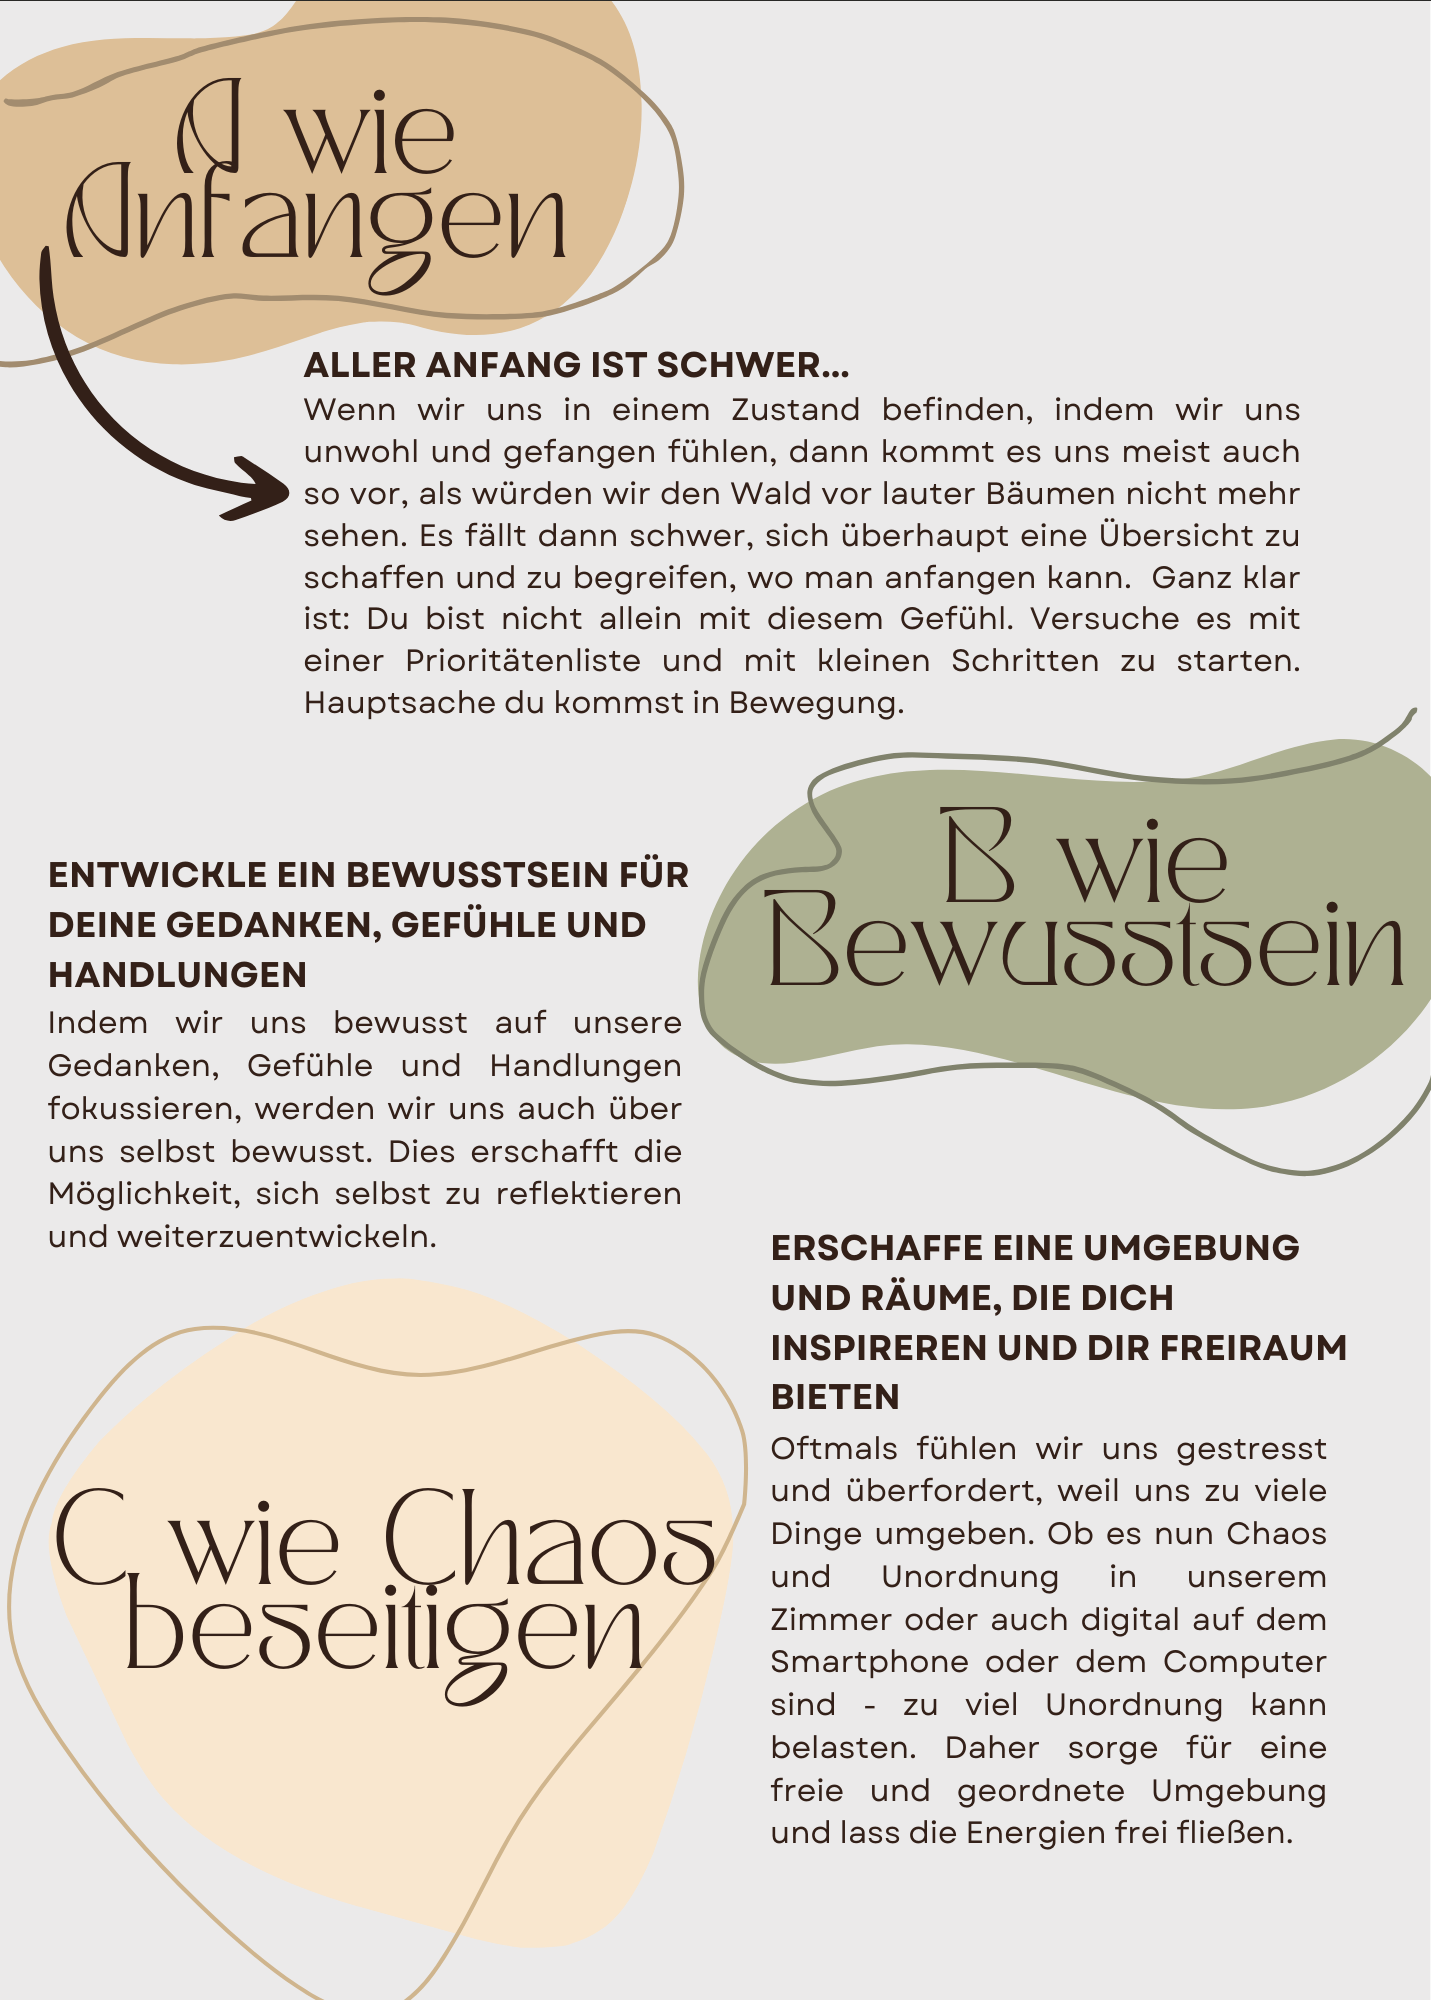 A wie
Anfangen
ALLER ANFANG IST SCHWER...
Wenn wir uns in einem Zustand befinden, indem wir uns
unwohl und gefangen fühlen, dann kommt es uns meist auch
so vor, als würden wir den Wald vor lauter Bäumen nicht mehr
sehen. Es fällt dann schwer, sich überhaupt eine Übersicht zu
schaffen und zu begreifen, wo man anfangen kann.  Ganz klar
ist: Du bist nicht allein mit diesem Gefühl. Versuche es mit
einer Prioritätenliste und mit kleinen Schritten zu starten.
Hauptsache du kommst in Bewegung.
B wie
Bewusstsein
ENTWICKLE EIN BEWUSSTSEIN FÜR
DEINE GEDANKEN, GEFÜHLE UND
HANDLUNGEN
Indem wir uns bewusst auf unsere
Gedanken, Gefühle und Handlungen
fokussieren, werden wir uns auch über
uns selbst bewusst. Dies erschafft die
Möglichkeit, sich selbst zu reflektieren
und weiterzuentwickeln.
C wie Chaos
beseitigen
ERSCHAFFE EINE UMGEBUNG
UND RÄUME, DIE DICH
INSPIREREN UND DIR FREIRAUM
BIETEN
Oftmals fühlen wir uns gestresst
und überfordert, weil uns zu viele
Dinge umgeben. Ob es nun Chaos
und Unordnung in unserem
Zimmer oder auch digital auf dem
Smartphone oder dem Computer
sind - zu viel Unordnung kann
belasten. Daher sorge für eine
freie und geordnete Umgebung
und lass die Energien frei fließen.